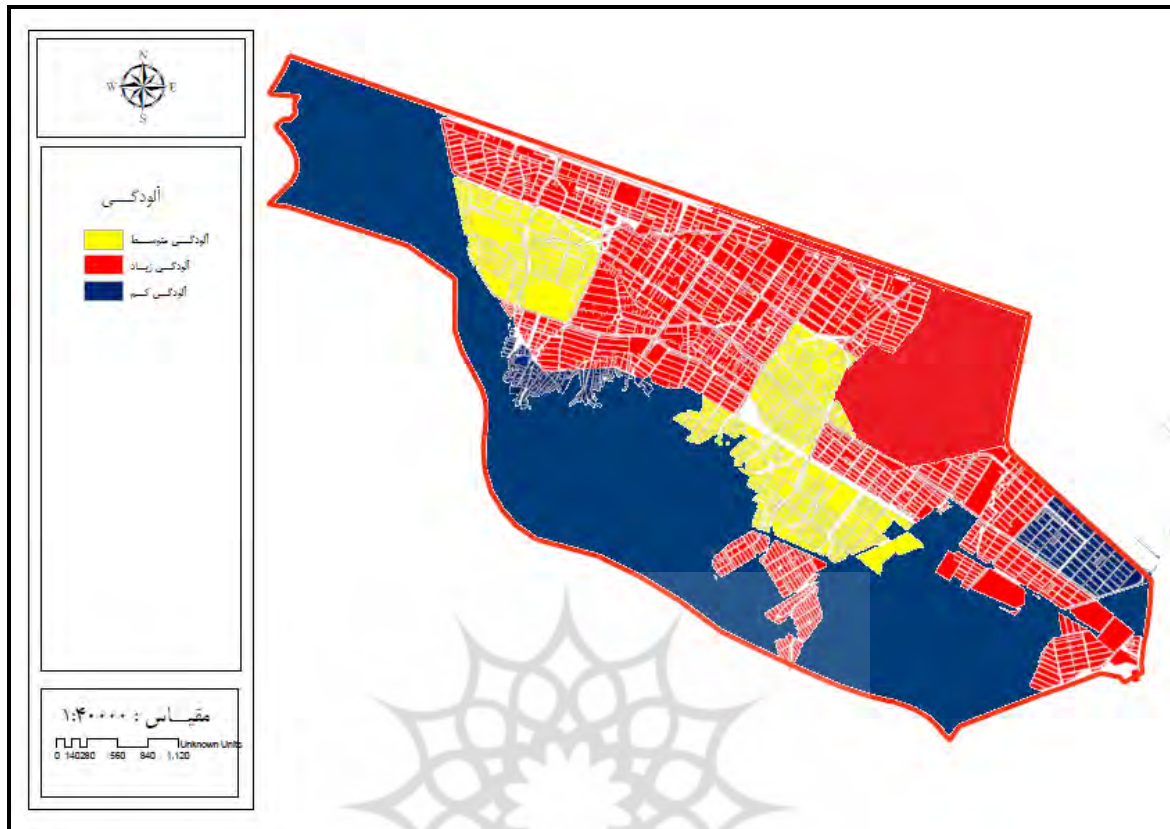 N
W E
S
آلودگی
آلودگی متوسط
آلودگی زیاد
آلودگی کم
مقیاس : ۱:۴۰۰۰۰
Unknown Units
0 140280 560 840 1,120